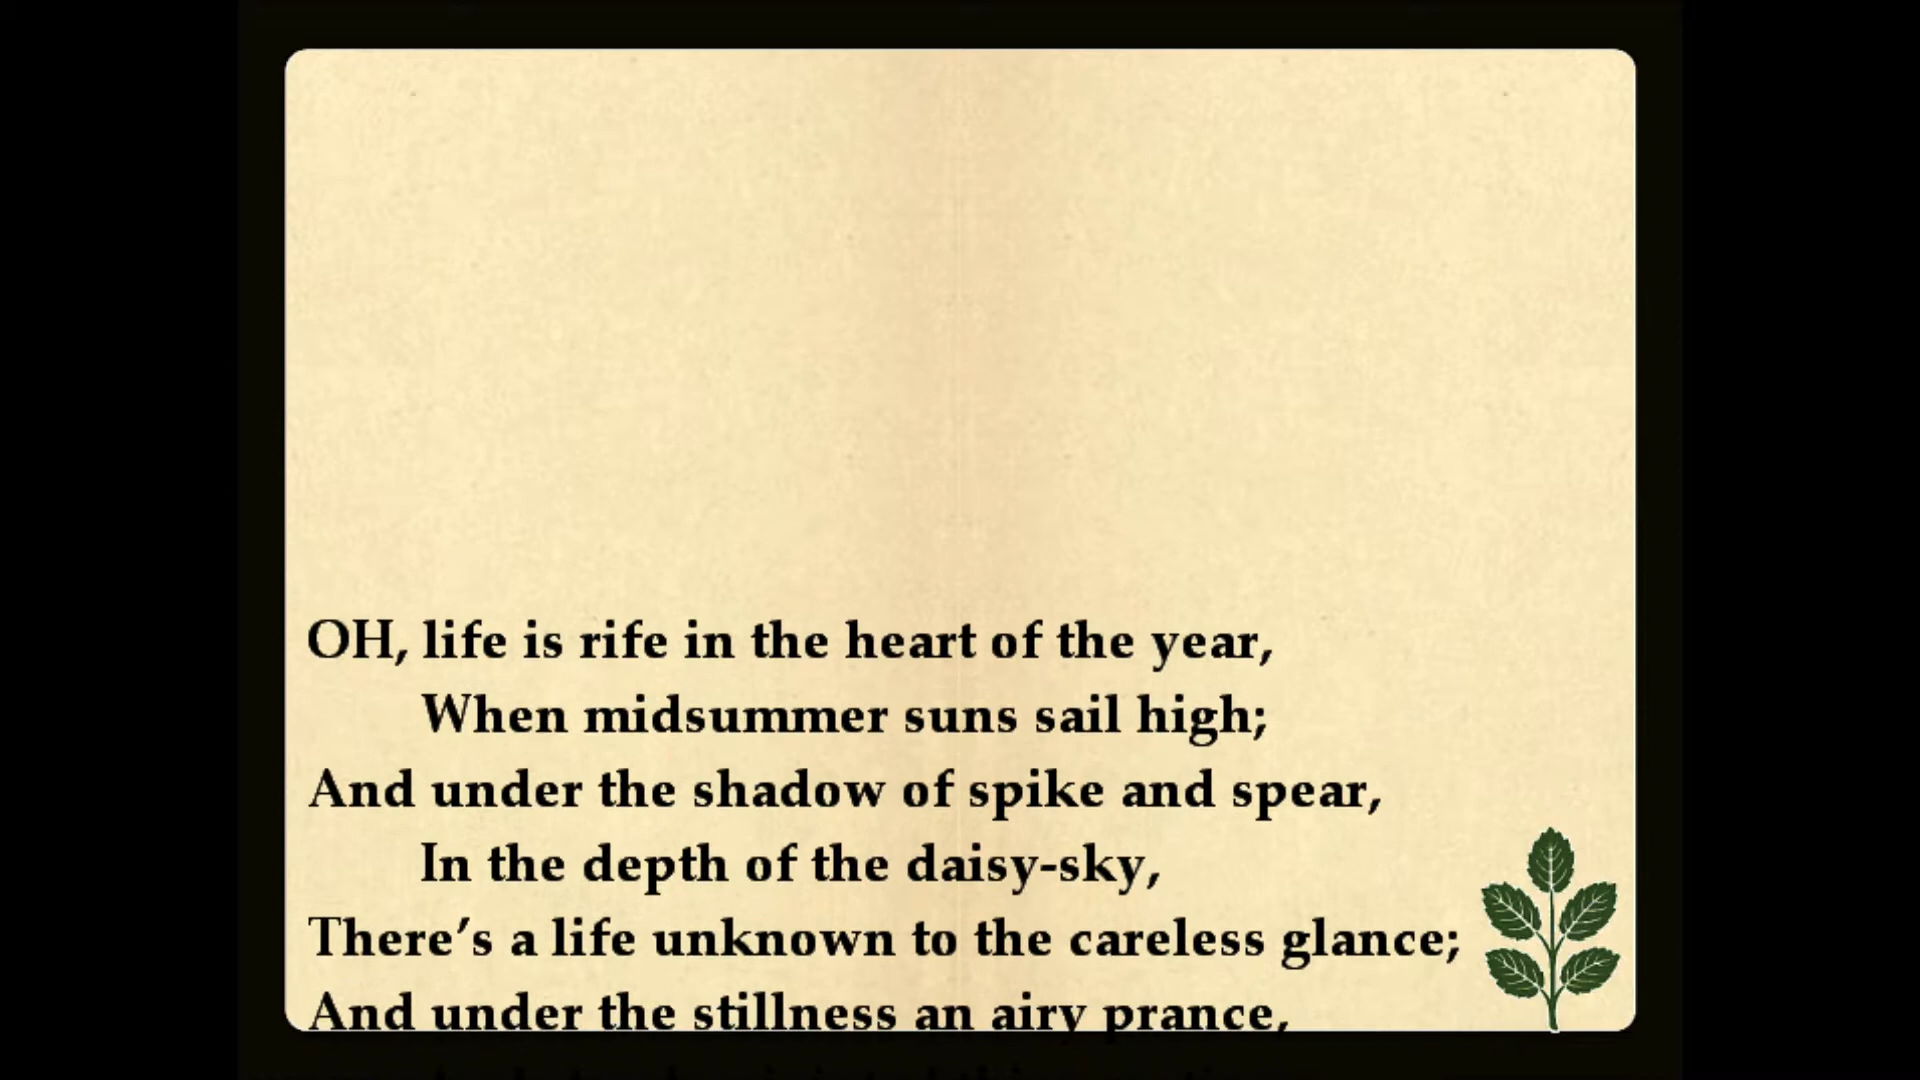 OH, life is rife in the heart of the year,
When midsummer suns sail high;
And under the shadow of spike and spear,
In the depth of the daisy-sky,
There’s a life unknown to the careless glance;
And under the stillness an airy prance,